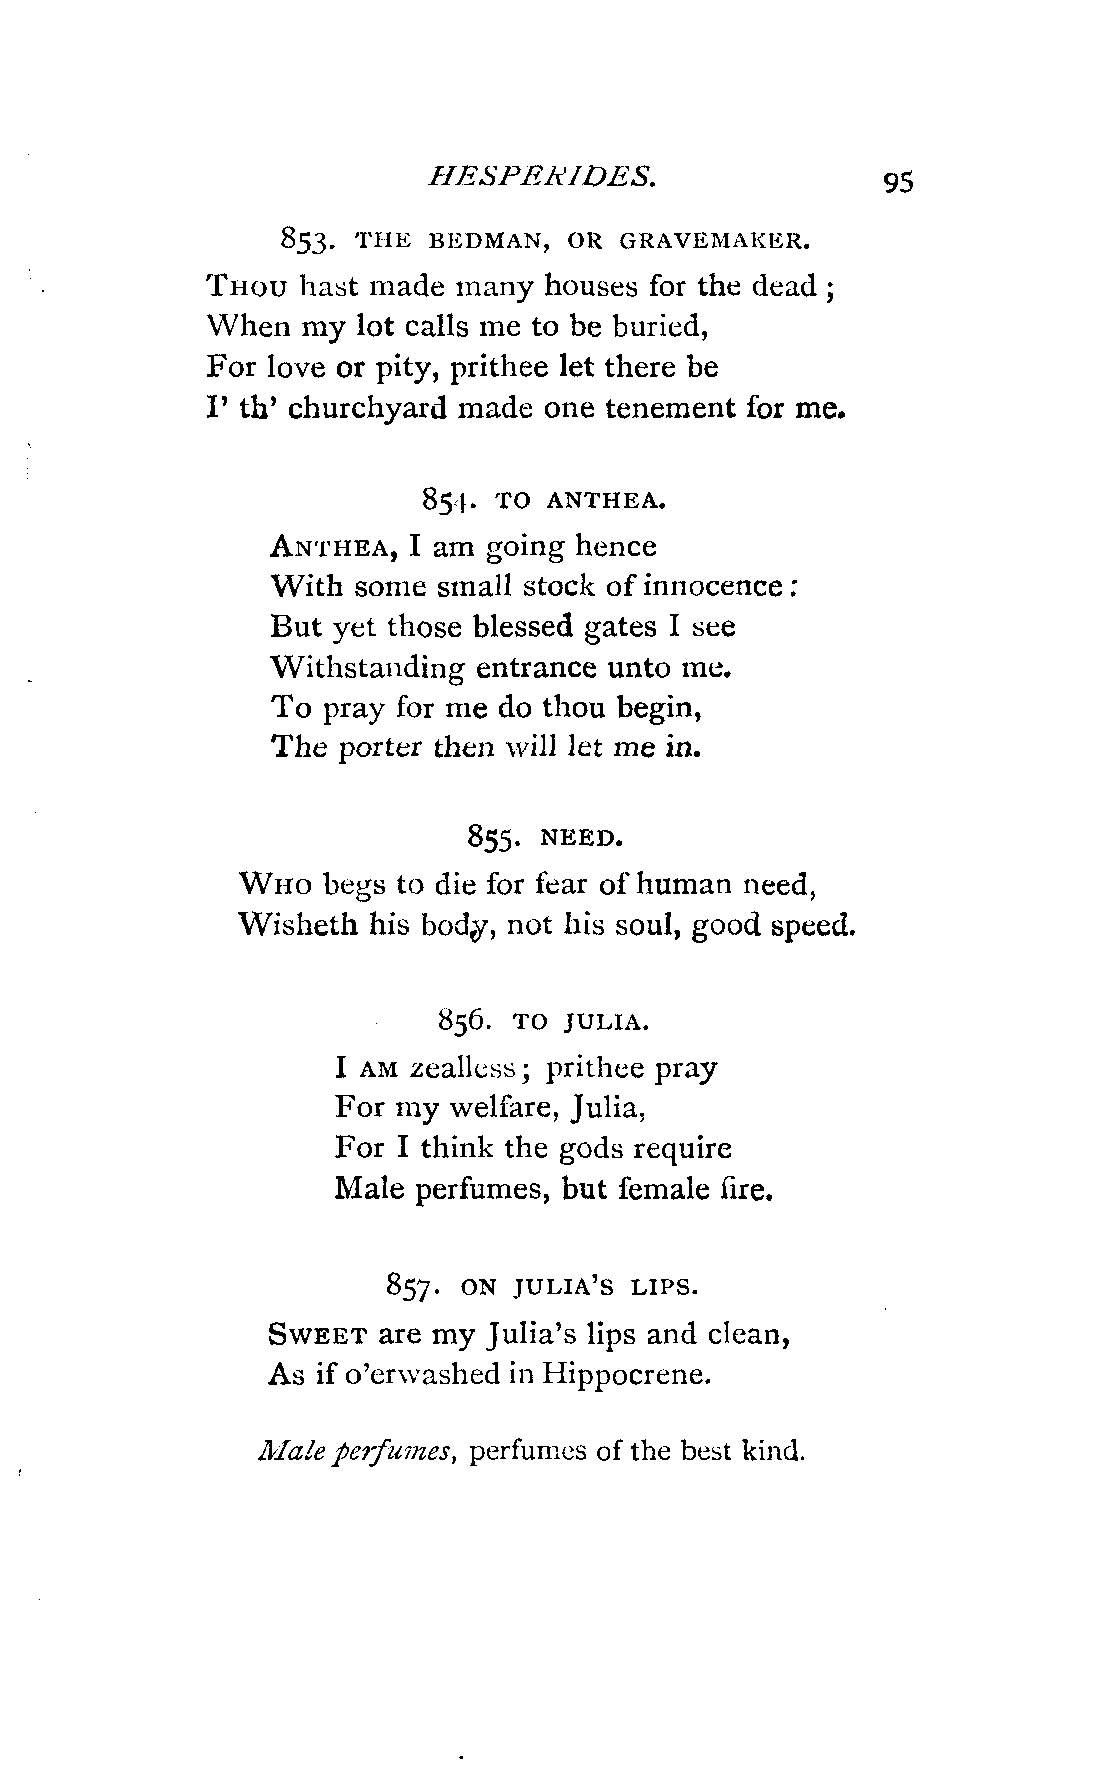 HESPERIDES. 95
853. THE BEDMAN, OR GRAVEMAKER.
THOU hast made many houses for the dead ;
When my lot calls me to be buried,
For love or pity, prithee let there be
I' th' churchyard made one tenement for me.
854. TO ANTHEA.
ANTHEA, I am going hence
With some small stock of innocence :
But yet those blessed gates I see
Withstanding entrance unto me.
To pray for me do thou begin,
The porter then will let me in.
855. NEED.
WHO begs to die for fear of human need,
Wisheth his body, not his soul, good speed.
856. TO JULIA.
I AM zealless ; prithee pray
For my welfare, Julia,
For I think the gods require
Male perfumes, but female fire.
857. ON JULIA'S LIPS.
SWEET are my Julia's lips and clean,
As if o'erwashed in Hippocrene.
Male perfumes, perfumes of the best kind.